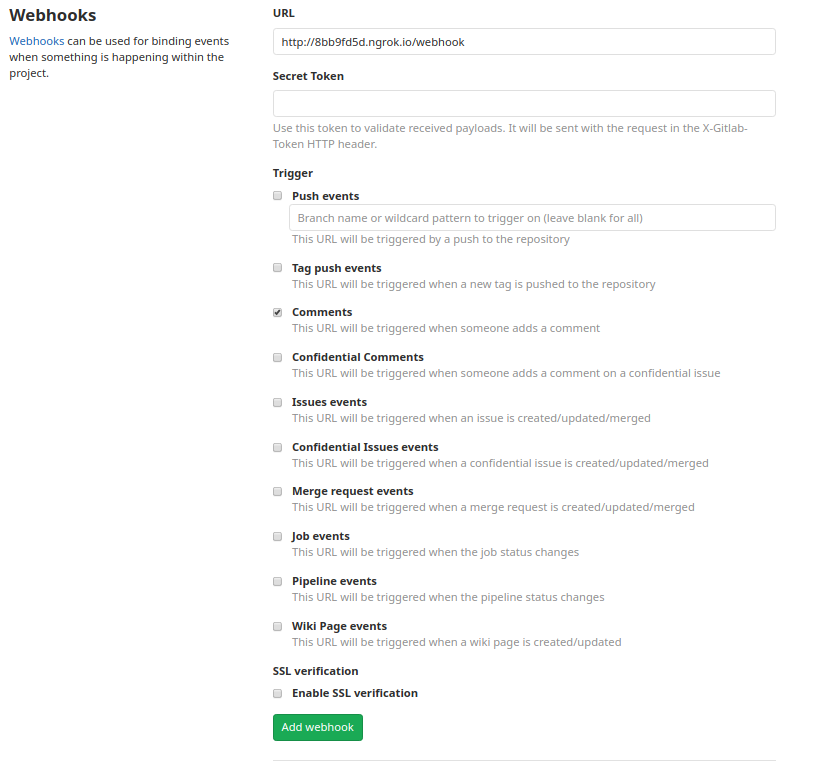 Webhooks
Webhooks can be used for binding events
when something is happening within the
project.
URL
http://8bb9fd5d.ngrok.io/webhook
Secret Token
Use this token to validate received payloads. It will be sent with the request in the X-Gitlab-
Token HTTP header.
Trigger
Push events
Branch name or wildcard pattern to trigger on (leave blank for all)
This URL will be triggered by a push to the repository
Tag push events
This URL will be triggered when a new tag is pushed to the repository
Comments
This URL will be triggered when someone adds a comment
Confidential Comments
This URL will be triggered when someone adds a comment on a confidential issue
Issues events
This URL will be triggered when an issue is created/updated/merged
Confidential Issues events
This URL will be triggered when a confidential issue is created/updated/merged
Merge request events
This URL will be triggered when a merge request is created/updated/merged
Job events
This URL will be triggered when the job status changes
Pipeline events
This URL will be triggered when the pipeline status changes
Wiki Page events
This URL will be triggered when a wiki page is created/updated
SSL verification
Enable SSL verification
Add webhook